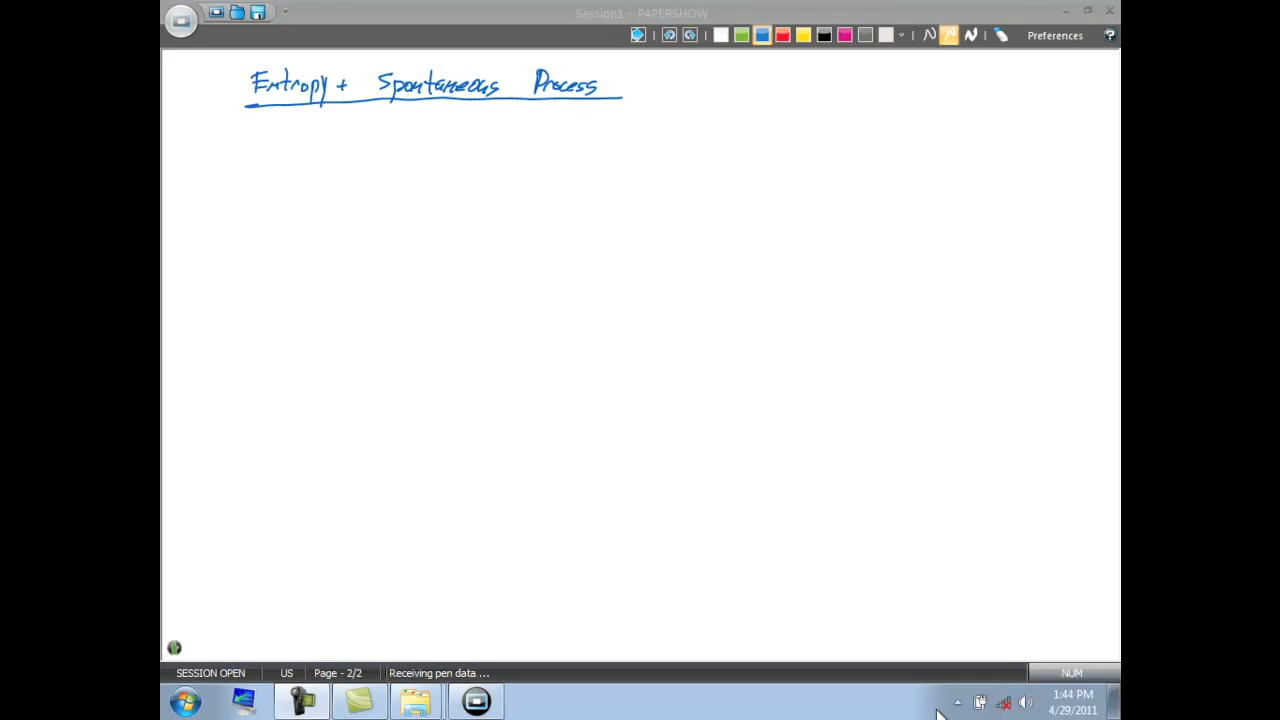 Session1 - PAPERSHOW
Preferences
Entropy + Spontaneous Process
SESSION OPEN US Page - 2/2 Receiving pen data ... NUM
1:44 PM
4/29/2011